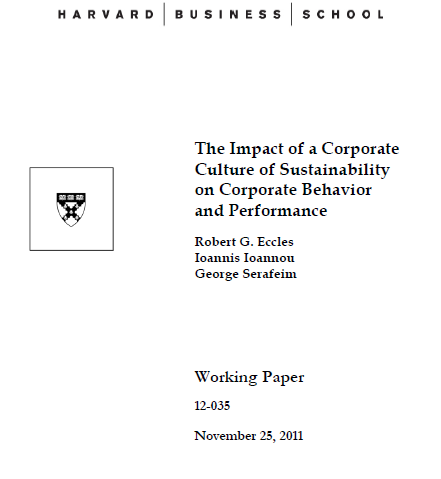 HARVARD | BUSINESS | SCHOOL
The Impact of a Corporate
Culture of Sustainability
on Corporate Behavior
and Performance
Robert G. Eccles
Ioannis Ioannou
George Serafeim
Working Paper
12-035
November 25, 2011